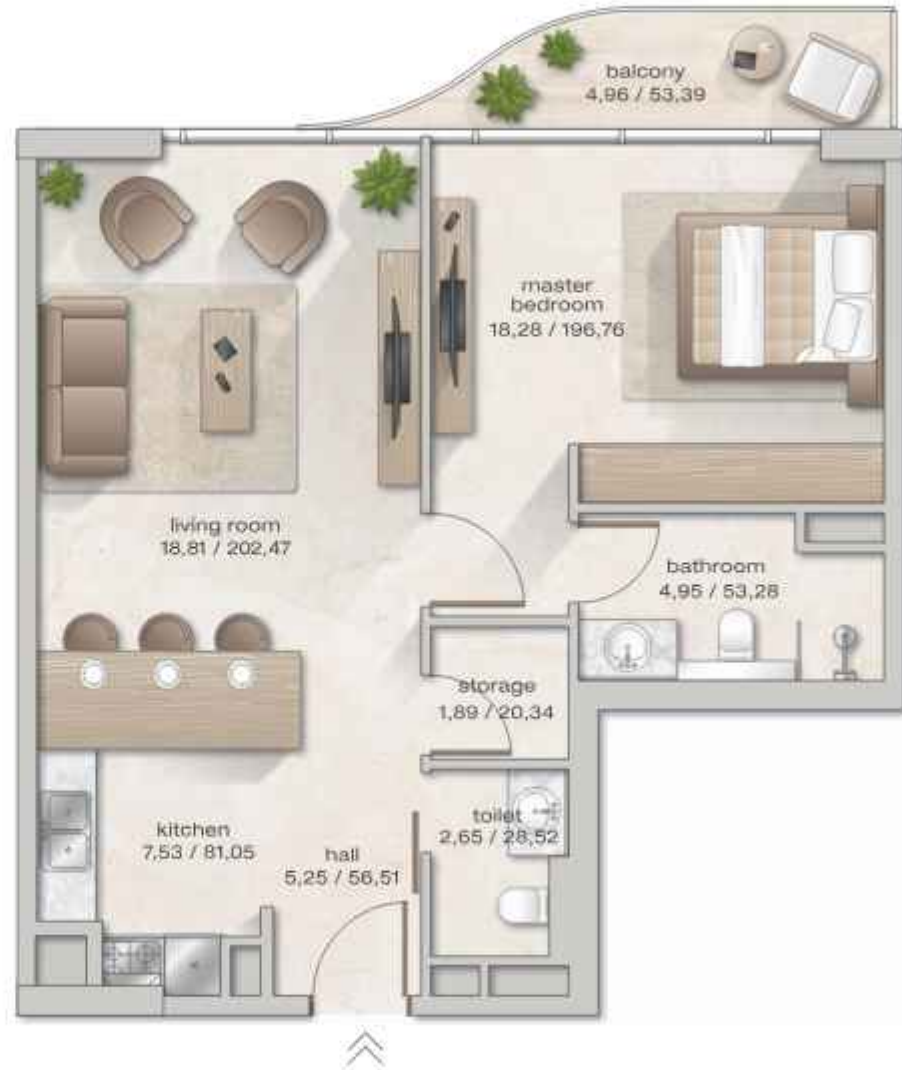 balcony
4,96 / 53,39
master
bedroom
18,28 / 196,76
living room
18,81 / 202,47
bathroom
4,95 / 53,28
storage
1,89 / 20,34
toilet
2,65 / 28,52
kitchen
7,53 / 81,05
hall
5,25 / 56,51